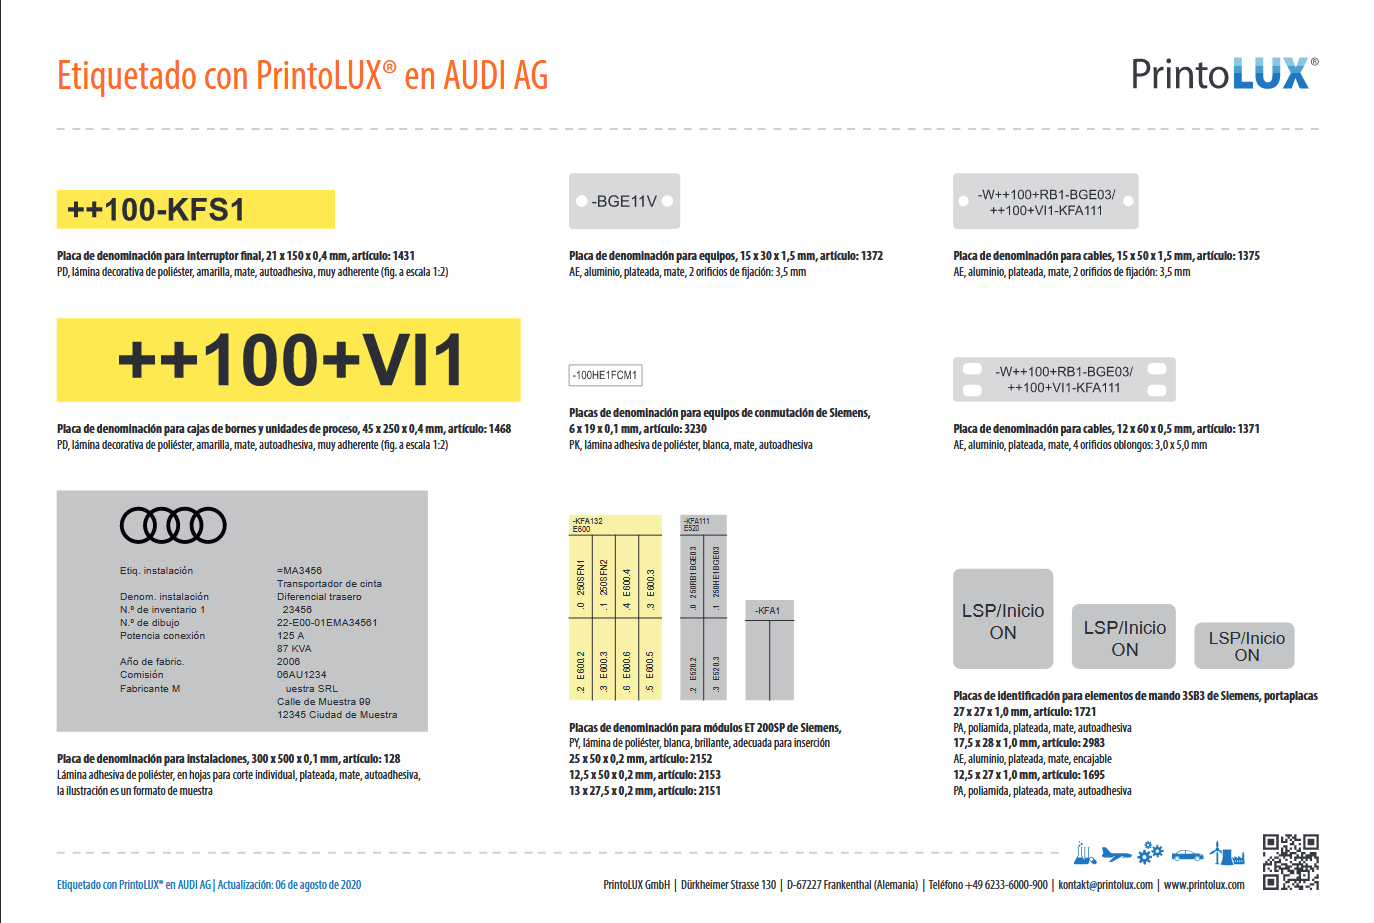 Etiquetado con PrintoLUX® en AUDI AG
PrintoLUX®
++100-KFS1
Placa de denominación para interruptor final, 21 x 150 x 0,4 mm, artículo: 1431
PD, lámina decorativa de poliéster, amarilla, mate, autoadhesiva, muy adherente (fig. a escala 1:2)
-BGE11V
Placa de denominación para equipos, 15 x 30 x 1,5 mm, artículo: 1372
AE, aluminio, plateada, mate, 2 orificios de fijación: 3,5 mm
-W++100+RB1-BGE03/
++100+VI1-KFA111
Placa de denominación para cables, 15 x 50 x 1,5 mm, artículo: 1375
AE, aluminio, plateada, mate, 2 orificios de fijación: 3,5 mm
++100+VI1
Placa de denominación para cajas de bornes y unidades de proceso, 45 x 250 x 0,4 mm, artículo: 1468
PD, lámina decorativa de poliéster, amarilla, mate, autoadhesiva, muy adherente (fig. a escala 1:2)
-100HE1FCM1
Placas de denominación para equipos de conmutación de Siemens,
6 x 19 x 0,1 mm, artículo: 3230
PK, lámina adhesiva de poliéster, blanca, mate, autoadhesiva
-W++100+RB1-BGE03/
++100+VI1-KFA111
Placa de denominación para cables, 12 x 60 x 0,5 mm, artículo: 1371
AE, aluminio, plateada, mate, 4 orificios oblongos: 3,0 x 5,0 mm
Etiq. instalación =MA3456
Transportador de cinta
Denom. instalación Diferencial trasero
N.º de inventario 1 23456
N.º de dibujo 22-E00-01EMA34561
Potencia conexión 125 A
87 KVA
Año de fabric. 2006
Comisión 06AU1234
Fabricante M uestra SRL
Calle de Muestra 99
12345 Ciudad de Muestra
Placa de denominación para instalaciones, 300 x 500 x 0,1 mm, artículo: 128
Lámina adhesiva de poliéster, en hojas para corte individual, plateada, mate, autoadhesiva,
la ilustración es un formato de muestra
-KFA132
E600
.0 250SFN1
.1 250SFN2
.4 E600.4
.3 E600.3
.2 E600.2
.3 E600.3
.6 E600.6
.5 E600.5
-KFA111
E520
.0 250RB1BGE03
.1 250HE1BGE03
.2 E520.2
.3 E520.3
-KFA1
Placas de denominación para módulos ET 200SP de Siemens,
PY, lámina de poliéster, blanca, brillante, adecuada para inserción
25 x 50 x 0,2 mm, artículo: 2152
12,5 x 50 x 0,2 mm, artículo: 2153
13 x 27,5 x 0,2 mm, artículo: 2151
LSP/Inicio
ON
LSP/Inicio
ON
LSP/Inicio
ON
Placas de identificación para elementos de mando 3SB3 de Siemens, portaplacas
27 x 27 x 1,0 mm, artículo: 1721
PA, poliamida, plateada, mate, autoadhesiva
17,5 x 28 x 1,0 mm, artículo: 2983
AE, aluminio, plateada, mate, encajable
12,5 x 27 x 1,0 mm, artículo: 1695
PA, poliamida, plateada, mate, autoadhesiva
Etiquetado con PrintoLUX® en AUDI AG | Actualización: 06 de agosto de 2020
PrintoLUX GmbH | Dürkheimer Strasse 130 | D-67227 Frankenthal (Alemania) | Teléfono +49 6233-6000-900 | kontakt@printolux.com | www.printolux.com